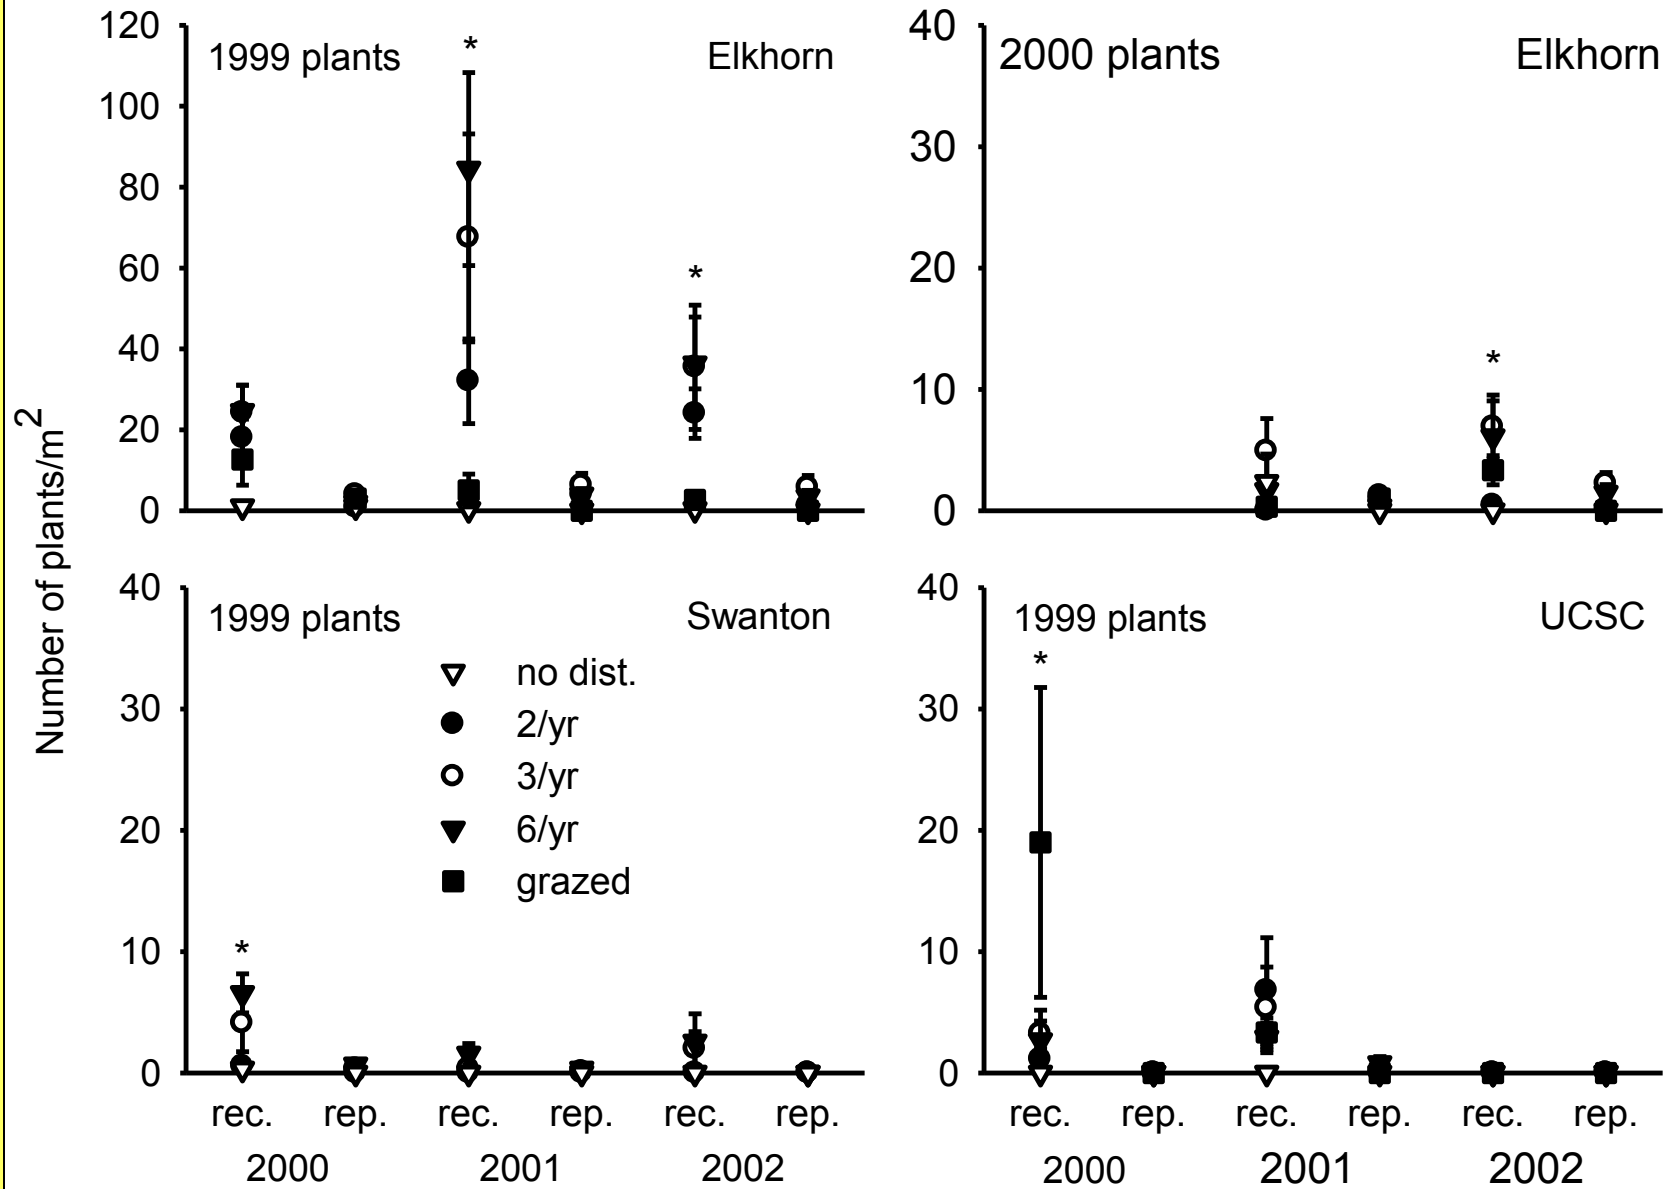 Number of plants/m2
1999 plants Elkhorn
*
*
120
100
80
60
40
20
0
2000 plants Elkhorn
*
40
30
20
10
0
1999 plants Swanton
*
40
30
20
10
0
no dist.
2/yr
3/yr
6/yr
grazed
1999 plants UCSC
*
40
30
20
10
0
rec. rep. rec. rep. rec. rep.
2000 2001 2002
rec. rep. rec. rep. rec. rep.
2000 2001 2002